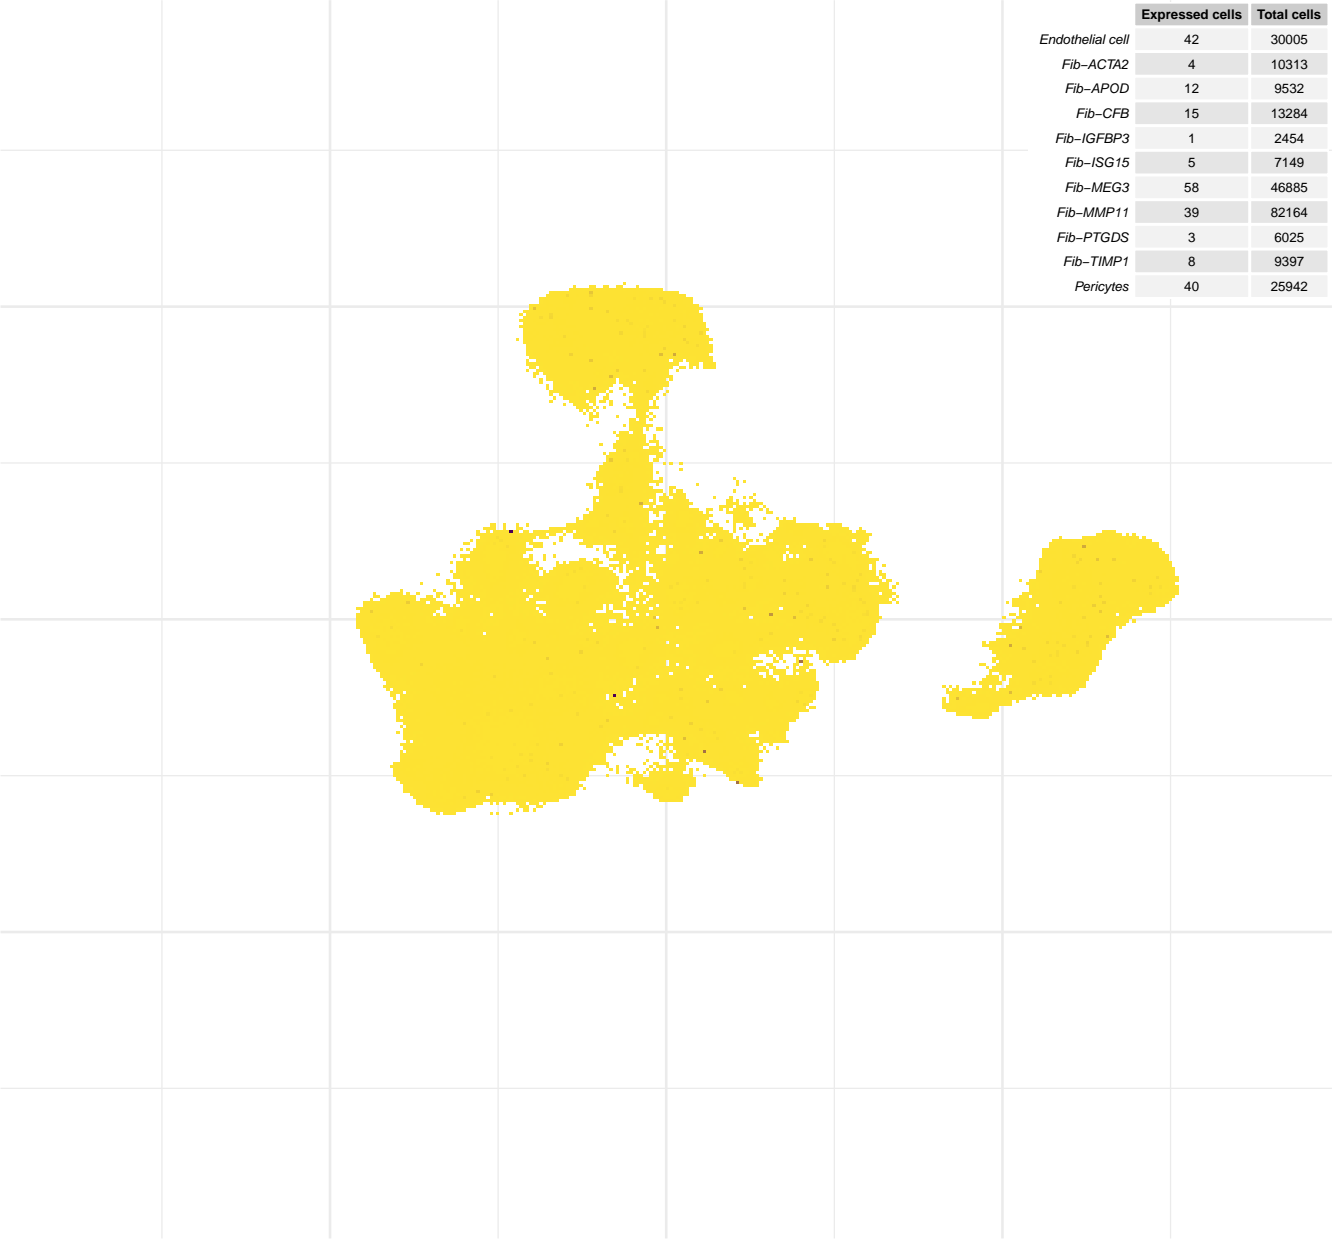 Expressed cells Total cells
Endothelial cell 42 30005
Fib−ACTA2 4 10313
Fib−APOD 12 9532
Fib−CFB 15 13284
Fib−IGFBP3 1 2454
Fib−ISG15 5 7149
Fib−MEG3 58 46885
Fib−MMP11 39 82164
Fib−PTGDS 3 6025
Fib−TIMP1 8 9397
Pericytes 40 25942